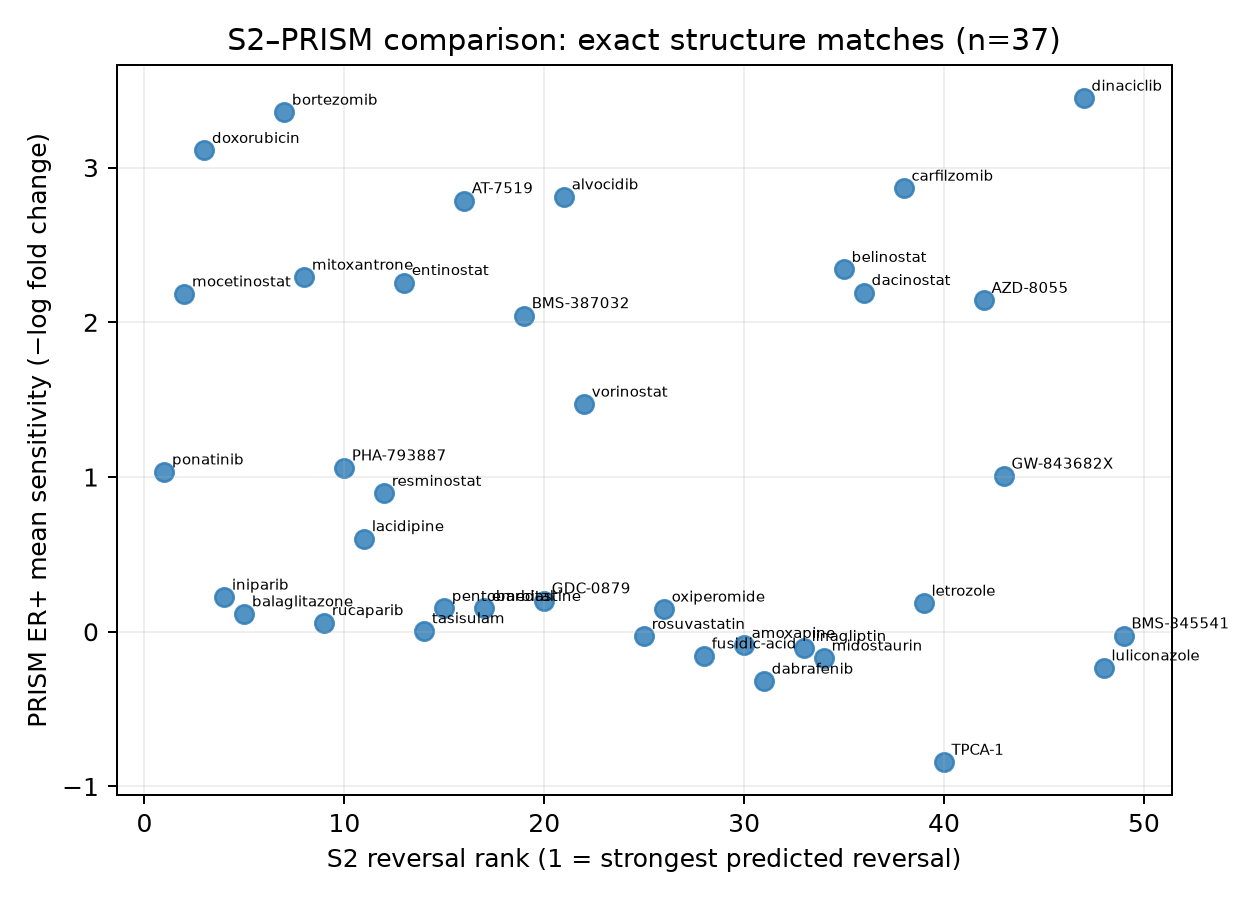 S2–PRISM comparison: exact structure matches (n=37)
PRISM ER+ mean sensitivity (−log fold change)
3
2
1
0
−1
dinaciclib
bortezomib
doxorubicin
carfilzomib
AT-7519
alvocidib
belinostat
mitoxantrone
entinostat
dacinostat
mocetinostat
AZD-8055
BMS-387032
vorinostat
ponatinib
PHA-793887
GW-843682X
resminostat
lacidipine
iniparib
GDC-0879
letrozole
balaglitazone
oxiperomide
rucaparib
tasisulam
rosuvastatin
BMS-345541
amoxapine
fusidic-acid
linagliptin
midostaurin
luliconazole
dabrafenib
TPCA-1
0
10
20
30
40
50
S2 reversal rank (1 = strongest predicted reversal)